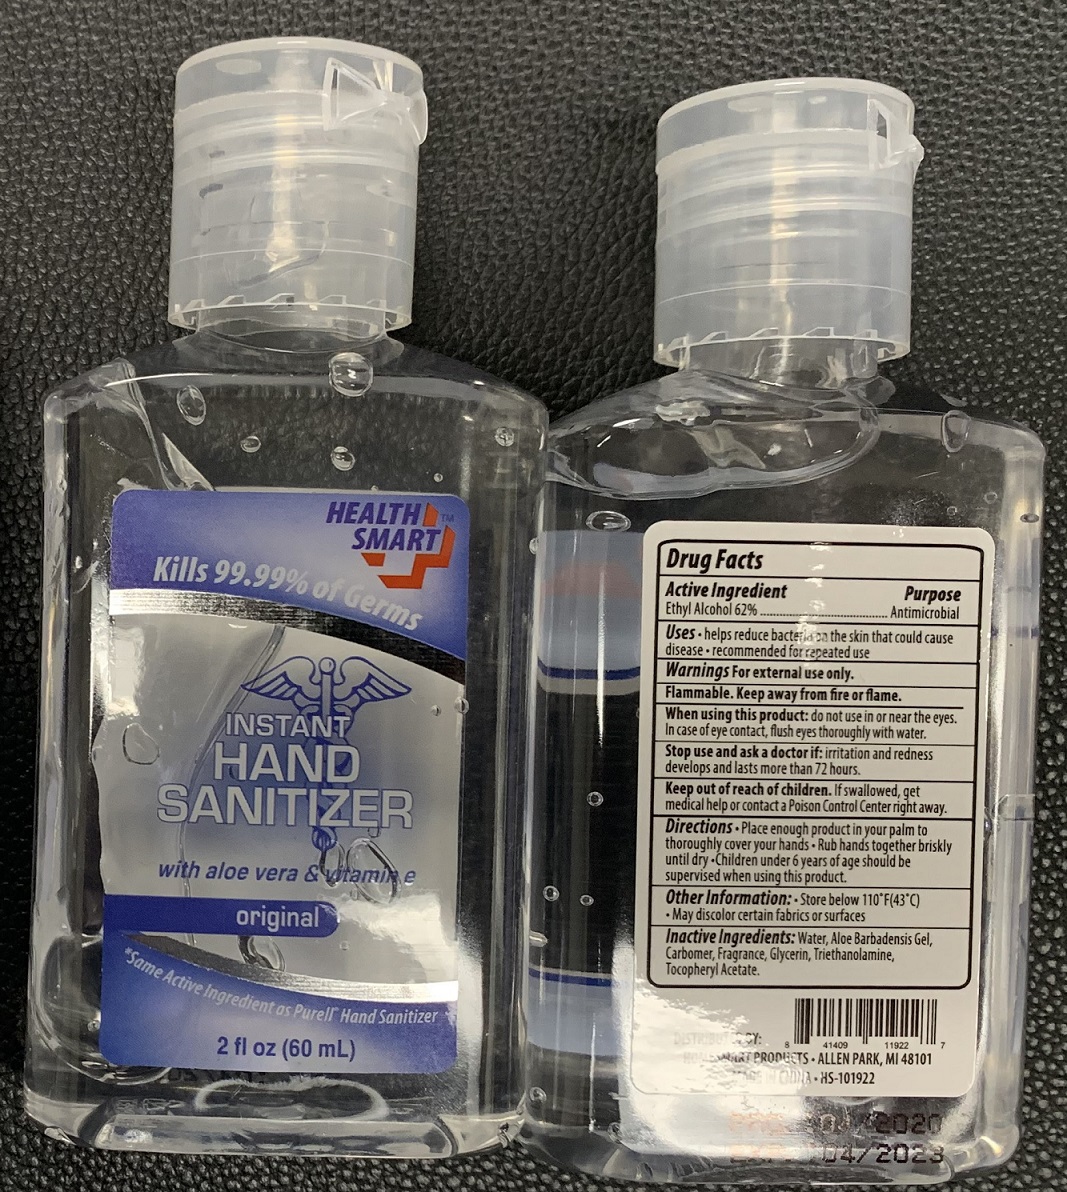 HEALTH
SMART™
Kills 99.99% of Germs
INSTANT
HAND
SANITIZER
with aloe vera & vitamin e
original
*Same Active Ingredient as Purell® Hand Sanitizer
2 fl oz (60 mL)
Drug Facts
Active Ingredient Purpose
Ethyl Alcohol 62% ........................................ Antimicrobial
Uses • helps reduce bacteria on the skin that could cause
disease • recommended for repeated use
Warnings For external use only.
Flammable. Keep away from fire or flame.
When using this product: do not use in or near the eyes.
In case of eye contact, flush eyes thoroughly with water.
Stop use and ask a doctor if: irritation and redness
develops and lasts more than 72 hours.
Keep out of reach of children. If swallowed, get
medical help or contact a Poison Control Center right away.
Directions • Place enough product in your palm to
thoroughly cover your hands • Rub hands together briskly
until dry •Children under 6 years of age should be
supervised when using this product.
Other Information: • Store below 110˚F(43˚C)
• May discolor certain fabrics or surfaces
Inactive Ingredients: Water, Aloe Barbadensis Gel,
Carbomer, Fragrance, Glycerin, Triethanolamine,
Tocopheryl Acetate.
8 41409 11922 7
DISTRIBUTED BY:
HOMESMART PRODUCTS • ALLEN PARK, MI 48101
MADE IN CHINA • HS-101922
04/2020
EXP: 04/2023